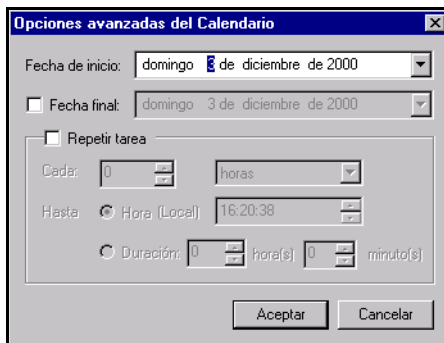 Opciones avanzadas del Calendario
Fecha de inicio: domingo 3 de diciembre de 2000
Fecha final: domingo 3 de diciembre de 2000
Repetir tarea
Cada: 0 horas
Hasta Hora (Local) 16:20:38
Duración: 0 hora(s) 0 minuto(s)
Aceptar Cancelar